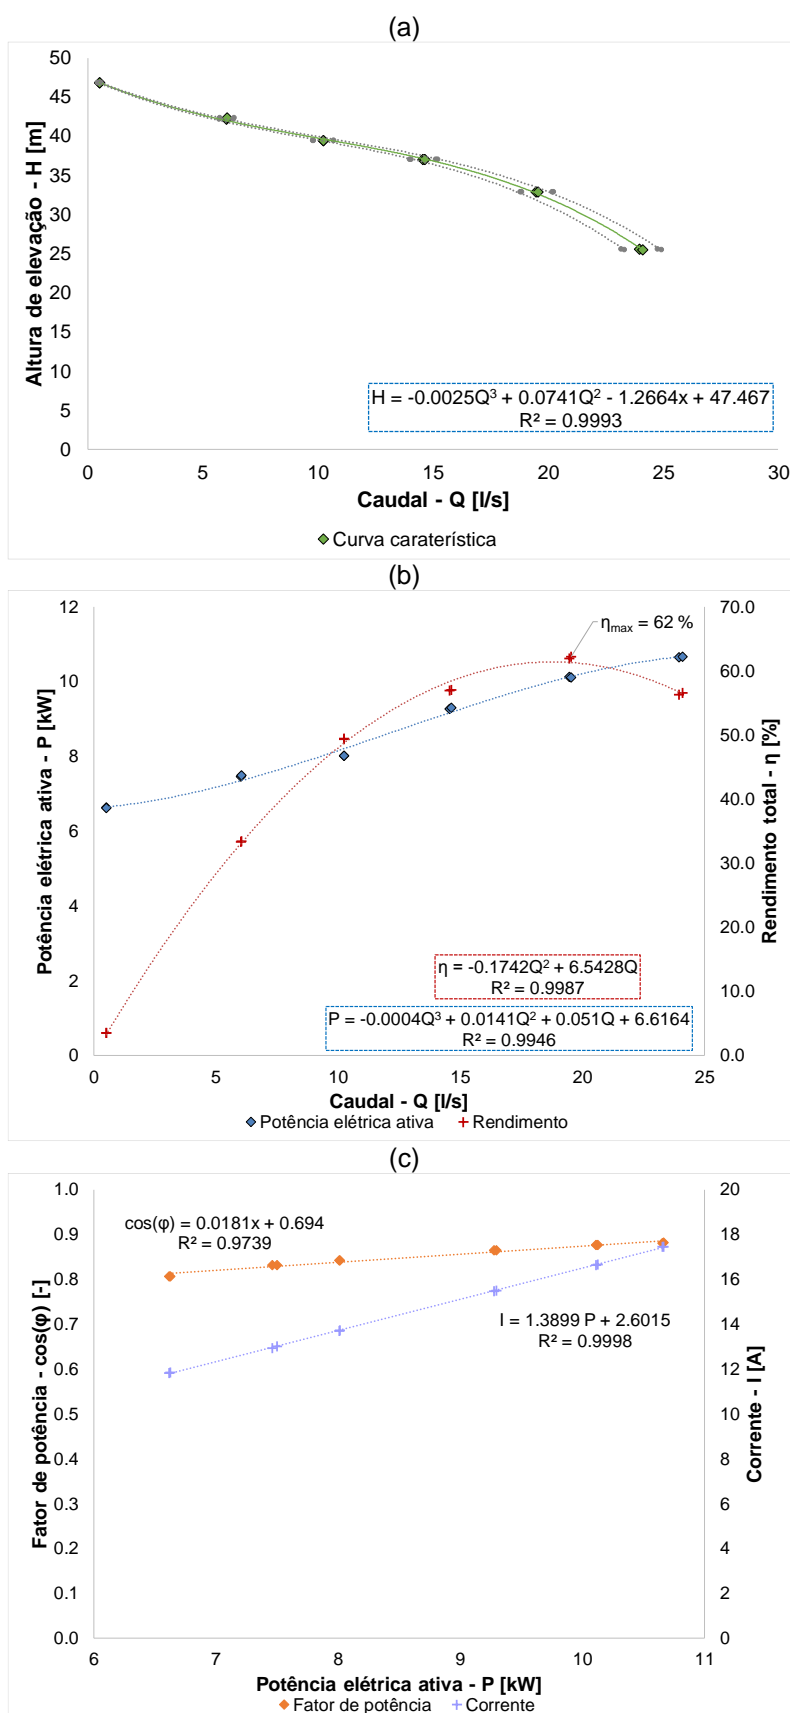 (a)
50
45
40
35
30
25
20
15
10
5
0
Altura de elevação - H [m]
H = -0.0025Q³ + 0.0741Q² - 1.2664x + 47.467
R² = 0.9993
0 5 10 15 20 25 30
Caudal - Q [l/s]
Curva caraterística
(b)
12
10
8
6
4
2
0
Potência elétrica ativa - P [kW]
70.0
60.0
50.0
40.0
30.0
20.0
10.0
0.0
Rendimento total - η [%]
ηmax = 62 %
η = -0.1742Q² + 6.5428Q
R² = 0.9987
P = -0.0004Q³ + 0.0141Q² + 0.051Q + 6.6164
R² = 0.9946
0 5 10 15 20 25
Caudal - Q [l/s]
Potência elétrica ativa Rendimento
(c)
1.0
0.9
0.8
0.7
0.6
0.5
0.4
0.3
0.2
0.1
0.0
Fator de potência - cos(φ) [-]
20
18
16
14
12
10
8
6
4
2
0
Corrente - I [A]
cos(φ) = 0.0181x + 0.694
R² = 0.9739
I = 1.3899 P + 2.6015
R² = 0.9998
6 7 8 9 10 11
Potência elétrica ativa - P [kW]
Fator de potência Corrente